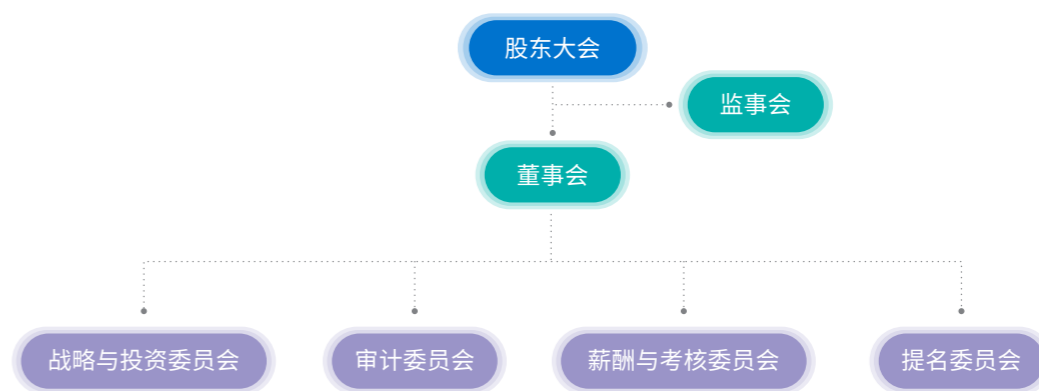 股东大会
监事会
董事会
战略与投资委员会
审计委员会
薪酬与考核委员会
提名委员会